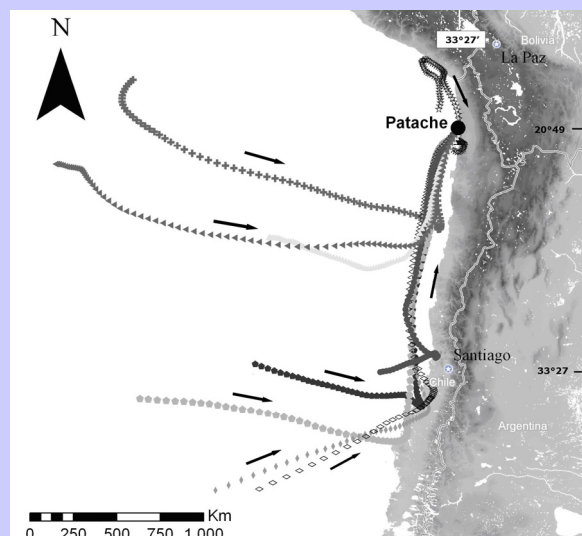 N
33°27'
Bolivia
La Paz
Patache
20°49
Santiago
33°27
Chile
Argentina
Km
0 250 500 750 1.000